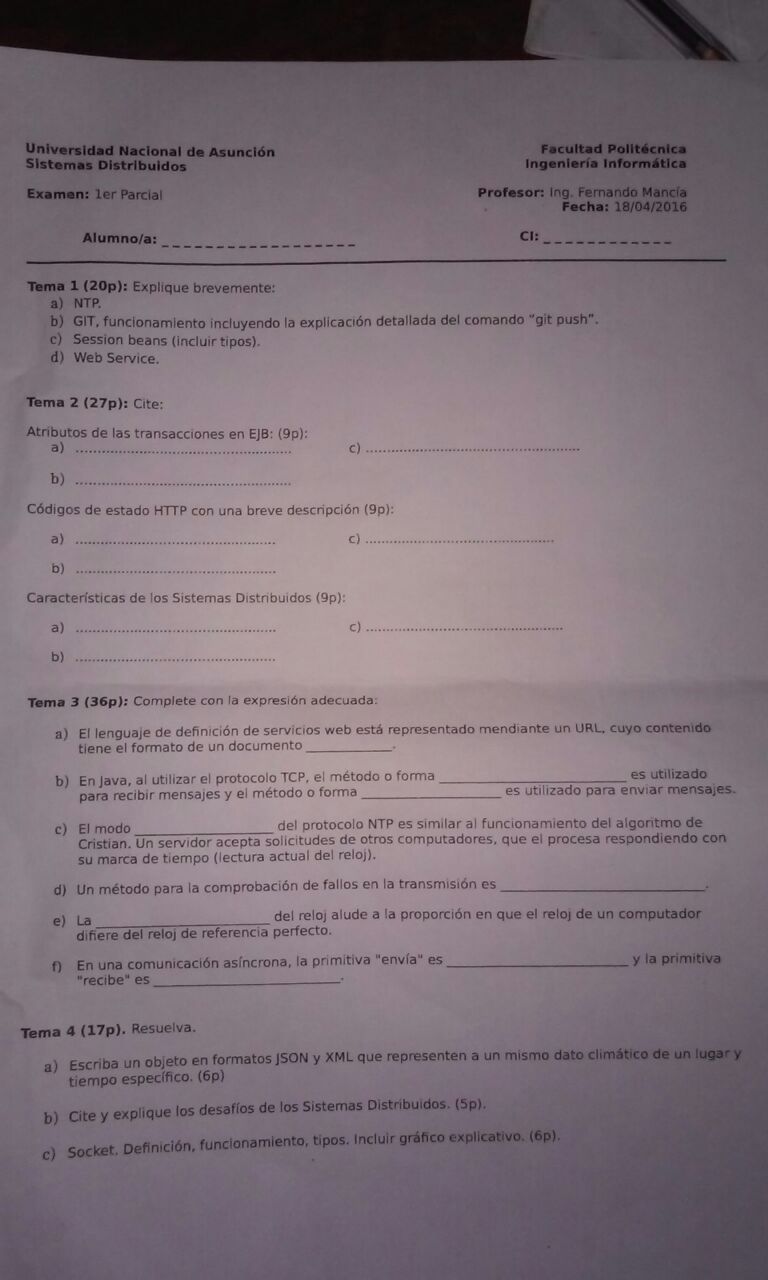 Universidad Nacional de Asunción
Facultad Politécnica
Sistemas Distribuidos
Ingeniería Informática
Examen: 1er Parcial
Profesor: Ing. Fernando Mancía
Fecha: 18/04/2016
Alumno/a: _ _ _ _ _ _ _ _ _ _ _ _ _ _ _ _ _ _
CI: _ _ _ _ _ _ _ _ _ _ _ _
Tema 1 (20p): Explique brevemente:
a) NTP.
b) GIT, funcionamiento incluyendo la explicación detallada del comando “git push”.
c) Session beans (incluir tipos).
d) Web Service.
Tema 2 (27p): Cite:
Atributos de las transacciones en EJB: (9p):
a) ................................................ c) ................................................
b) ................................................
Códigos de estado HTTP con una breve descripción (9p):
a) ............................................. c) ..........................................
b) .............................................
Características de los Sistemas Distribuidos (9p):
a) ............................................. c) ............................................
b) .............................................
Tema 3 (36p): Complete con la expresión adecuada:
a) El lenguaje de definición de servicios web está representado mendiante un URL, cuyo contenido
tiene el formato de un documento ____________.
b) En Java, al utilizar el protocolo TCP, el método o forma __________________________ es utilizado
para recibir mensajes y el método o forma ____________________ es utilizado para enviar mensajes.
c) El modo ___________________ del protocolo NTP es similar al funcionamiento del algoritmo de
Cristian. Un servidor acepta solicitudes de otros computadores, que el procesa respondiendo con
su marca de tiempo (lectura actual del reloj).
d) Un método para la comprobación de fallos en la transmisión es _____________________________.
e) La ________________________ del reloj alude a la proporción en que el reloj de un computador
difiere del reloj de referencia perfecto.
f) En una comunicación asíncrona, la primitiva "envía" es _________________________ y la primitiva
"recibe" es __________________________.
Tema 4 (17p). Resuelva.
a) Escriba un objeto en formatos JSON y XML que representen a un mismo dato climático de un lugar y
tiempo específico. (6p)
b) Cite y explique los desafíos de los Sistemas Distribuidos. (5p).
c) Socket. Definición, funcionamiento, tipos. Incluir gráfico explicativo. (6p).